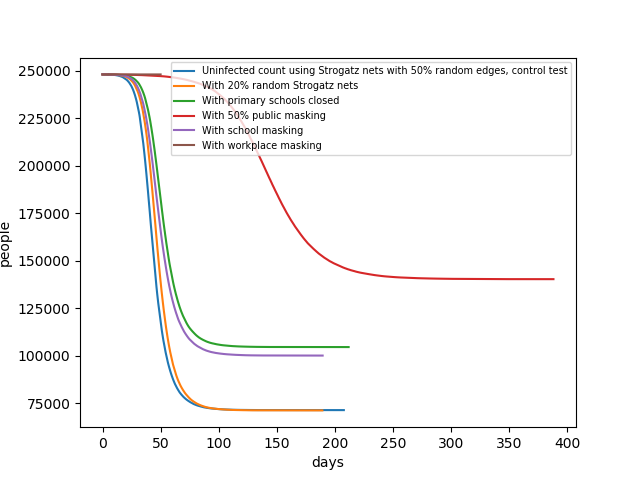 250000
225000
200000
175000
150000
125000
100000
75000
people
Uninfected count using Strogatz nets with 50% random edges, control test
With 20% random Strogatz nets
With primary schools closed
With 50% public masking
With school masking
With workplace masking
0 50 100 150 200 250 300 350 400
days